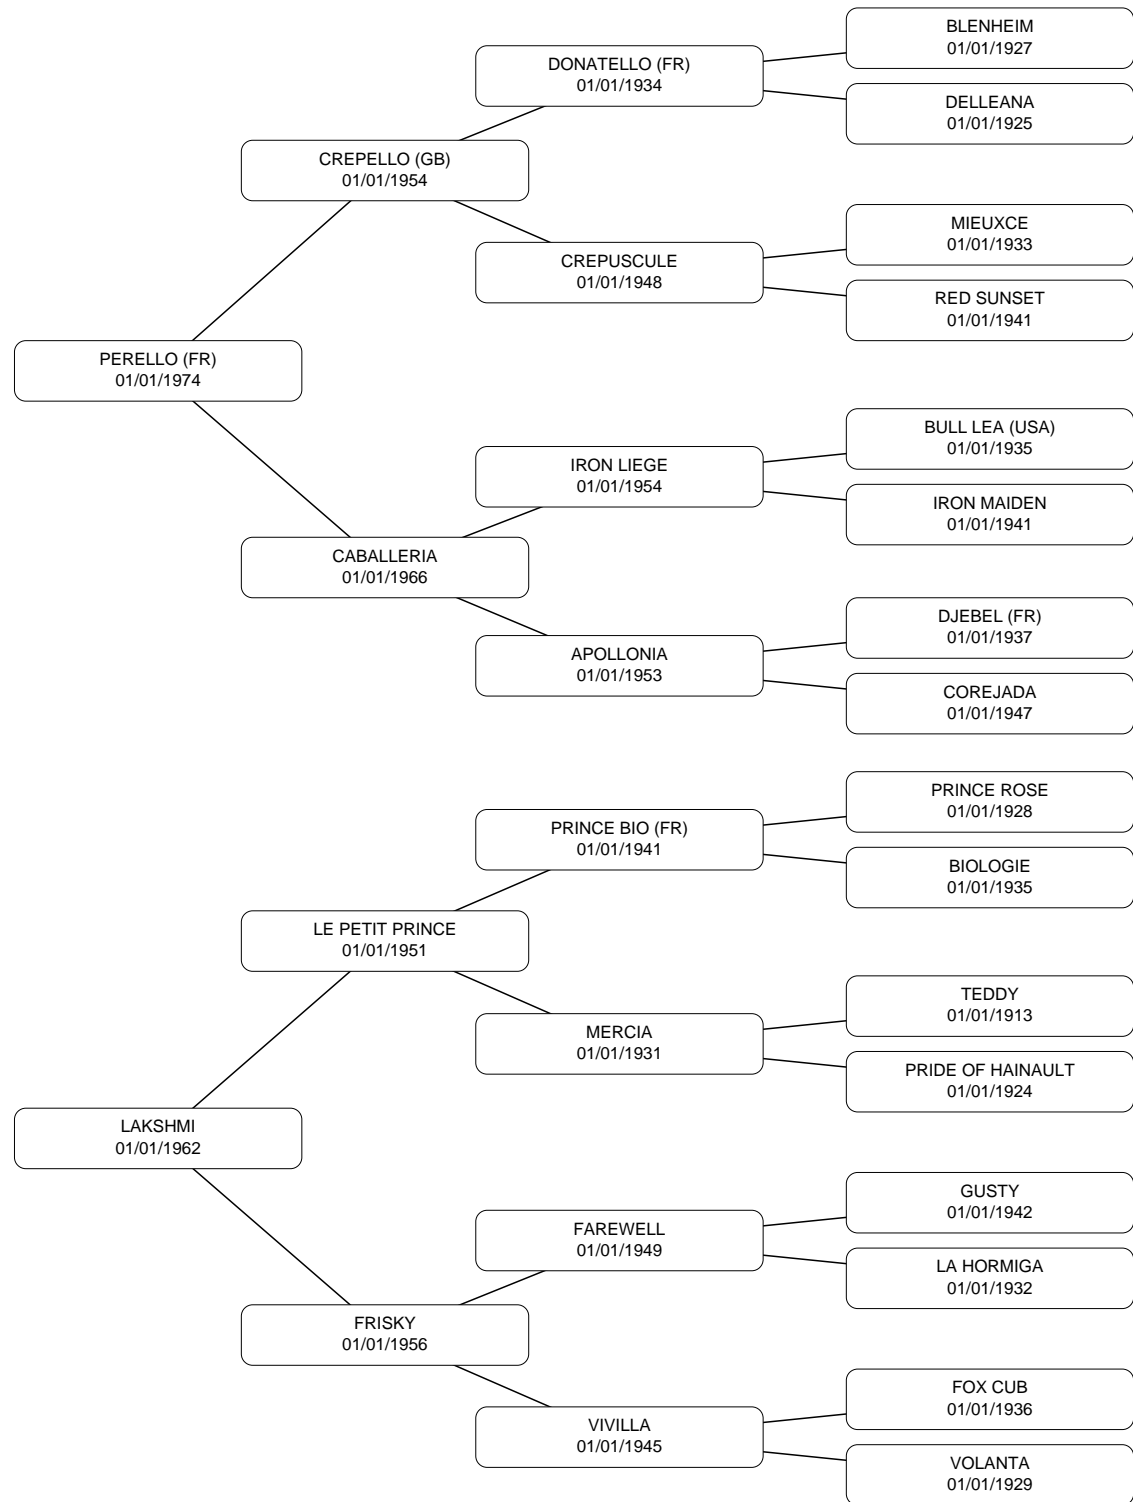 BLENHEIM
01/01/1927
DONATELLO (FR)
01/01/1934
DELLEANA
01/01/1925
CREPELLO (GB)
01/01/1954
MIEUXCE
01/01/1933
CREPUSCULE
01/01/1948
RED SUNSET
01/01/1941
PERELLO (FR)
01/01/1974
BULL LEA (USA)
01/01/1935
IRON LIEGE
01/01/1954
IRON MAIDEN
01/01/1941
CABALLERIA
01/01/1966
DJEBEL (FR)
01/01/1937
APOLLONIA
01/01/1953
COREJADA
01/01/1947
PRINCE ROSE
01/01/1928
PRINCE BIO (FR)
01/01/1941
BIOLOGIE
01/01/1935
LE PETIT PRINCE
01/01/1951
TEDDY
01/01/1913
MERCIA
01/01/1931
PRIDE OF HAINAULT
01/01/1924
LAKSHMI
01/01/1962
GUSTY
01/01/1942
FAREWELL
01/01/1949
LA HORMIGA
01/01/1932
FRISKY
01/01/1956
FOX CUB
01/01/1936
VIVILLA
01/01/1945
VOLANTA
01/01/1929